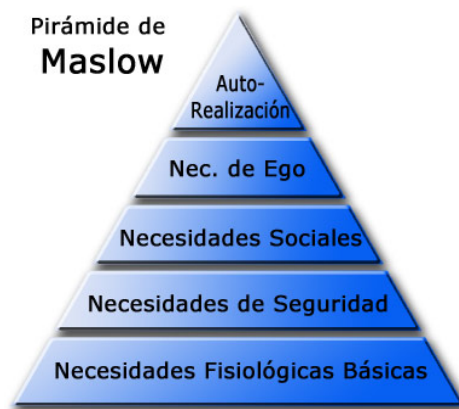 Pirámide de
Maslow
Auto-
Realización
Nec. de Ego
Necesidades Sociales
Necesidades de Seguridad
Necesidades Fisiológicas Básicas